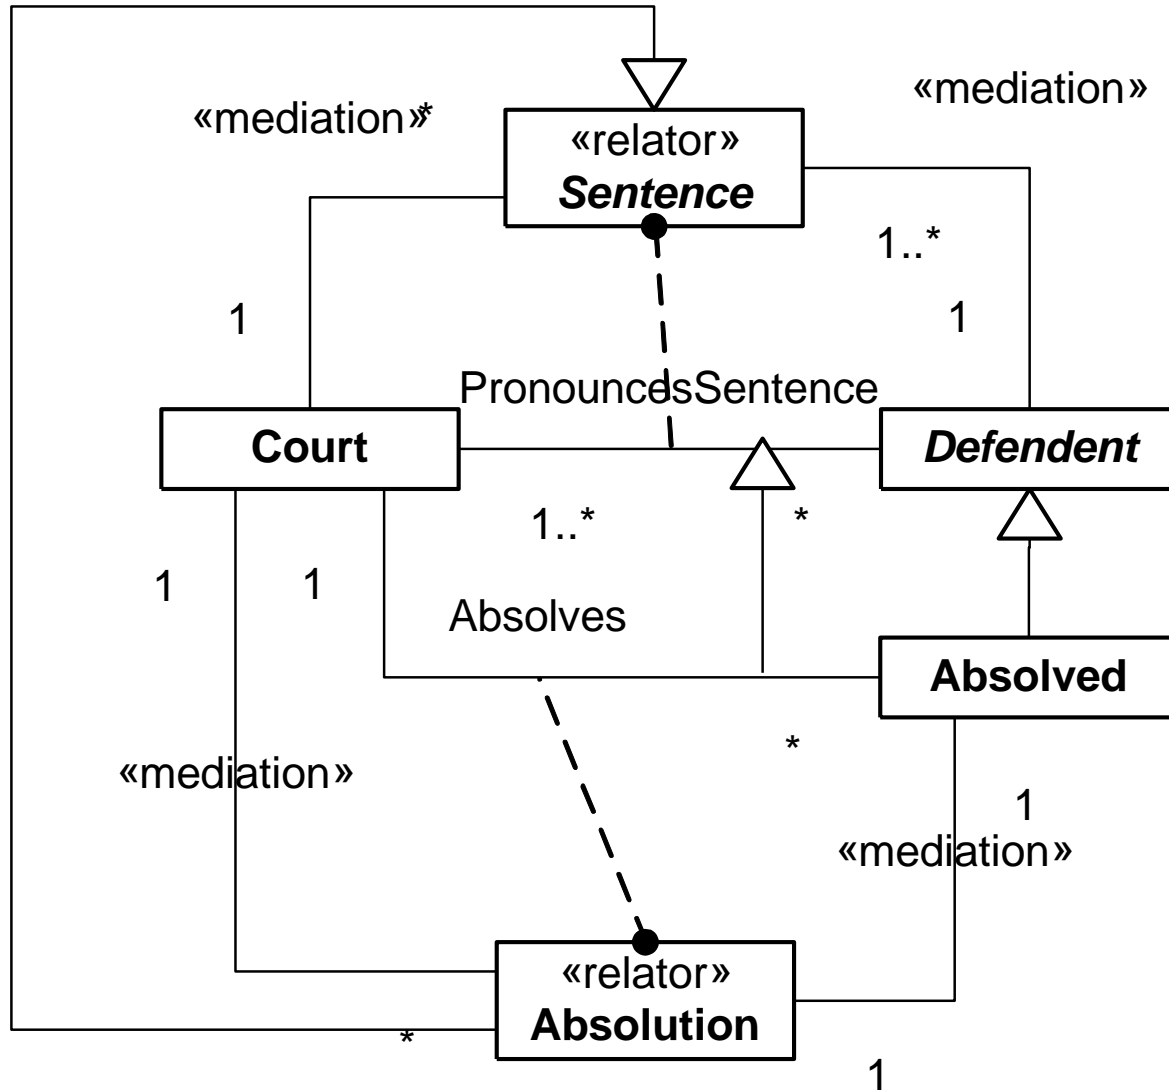 «mediation»
«mediation»*
«relator»
Sentence
1..*
1
1
PronouncesSentence
Court
Defendent
1..*
*
1
1
Absolves
Absolved
*
«mediation»
1
«mediation»
«relator»
Absolution
*
1